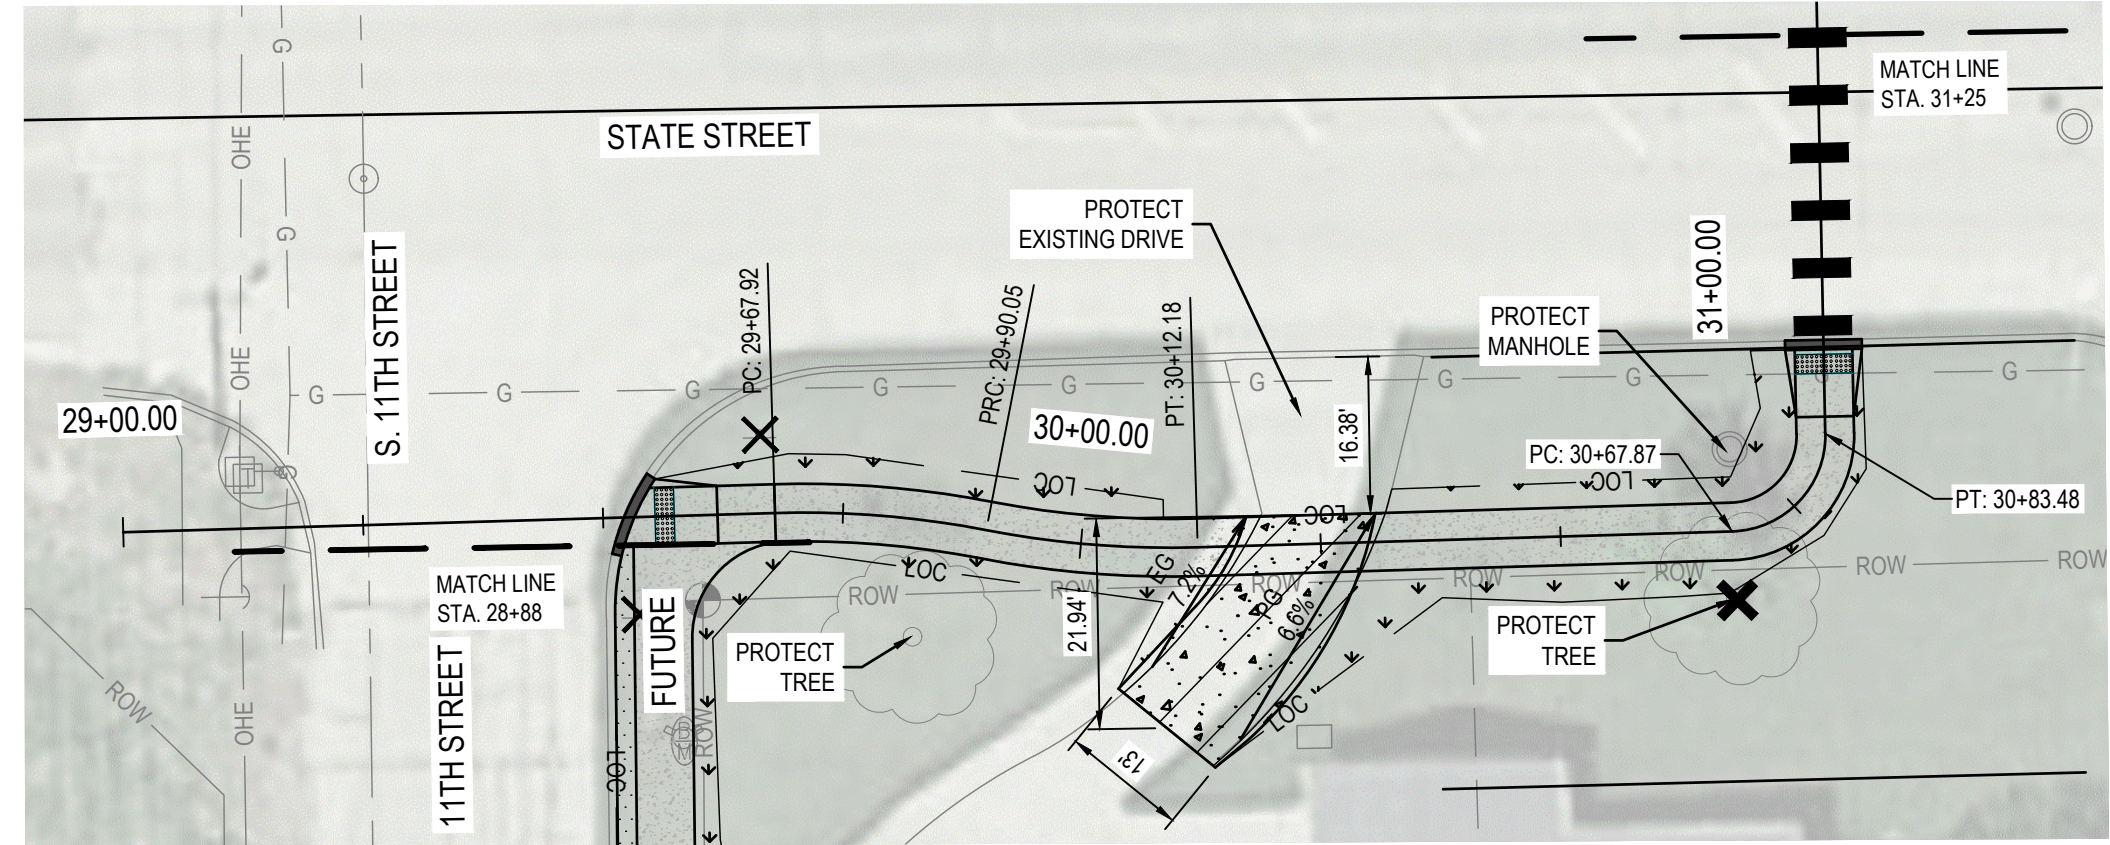 G
MATCH LINE
STA. 31+25
STATE STREET
OHE
PROTECT
EXISTING DRIVE
G
S. 11TH STREET
PC: 29+67.92
PRC: 29+90.05
PT: 30+12.18
31+00.00
PROTECT
MANHOLE
OHE
G
G
G
G
G
G
G
G
G
G
29+00.00
30+00.00
16.38'
PC: 30+67.87
PT: 30+83.48
G
LOC
LOC
LOC
MATCH LINE
STA. 28+88
LOC
EG
7.2%
ROW
ROW
ROW
ROW
ROW
ROW
ROW
PG
6.6%
FUTURE
21.94'
PROTECT
TREE
PROTECT
TREE
ROW
OHE
11TH STREET
BM
ROW
LOC
LOC
13'